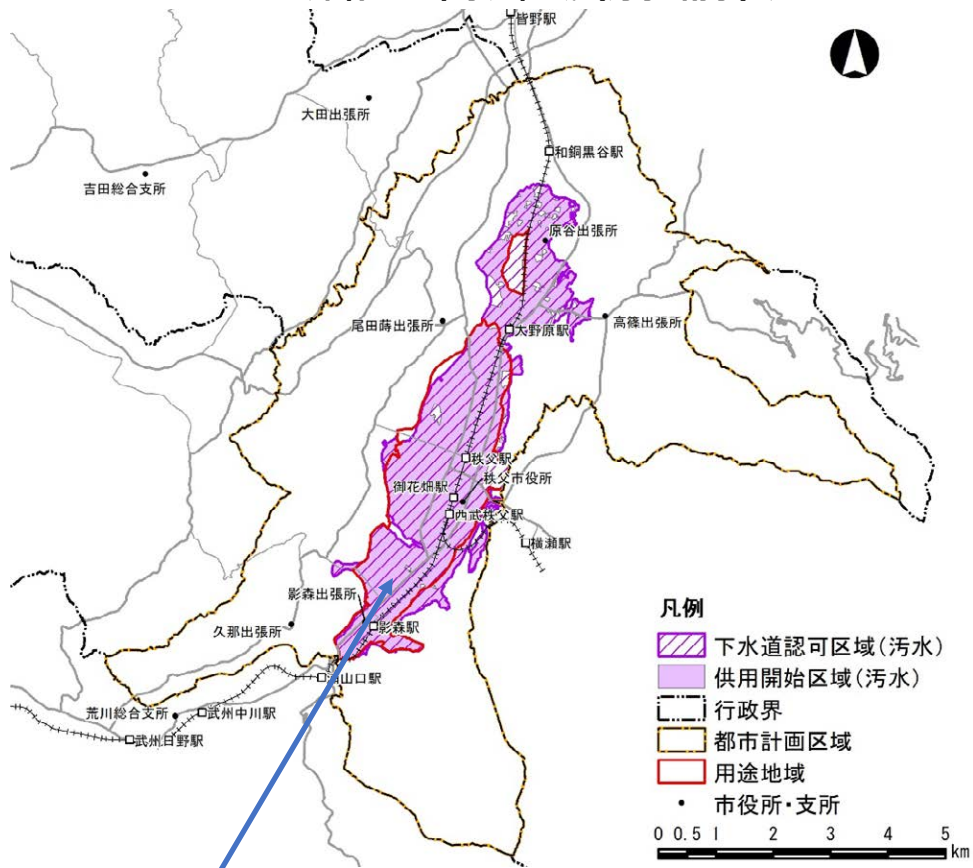 皆野駅
大田出張所
和銅黒谷駅
吉田総合支所
原谷出張所
尾田蒔出張所
大野原駅
高篠出張所
秩父駅
秩父市役所
御花畑駅
西武秩父駅
横瀬駅
影森出張所
久那出張所
影森駅
山口駅
荒川総合支所
武州中川駅
武州日野駅
凡例
下水道認可区域(汚水)
供用開始区域(汚水)
行政界
都市計画区域
用途地域
市役所・支所
0 0.5 1 2 3 4 5
km